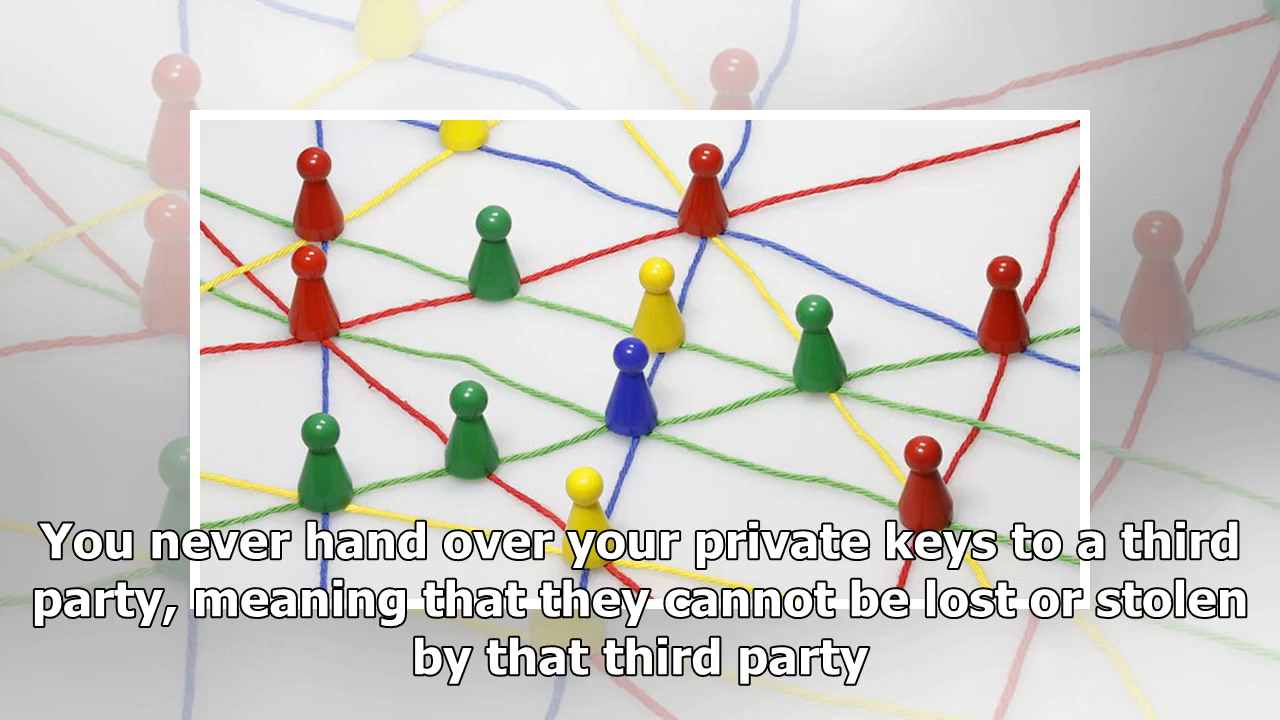 You never hand over your private keys to a third
party, meaning that they cannot be lost or stolen
by that third party